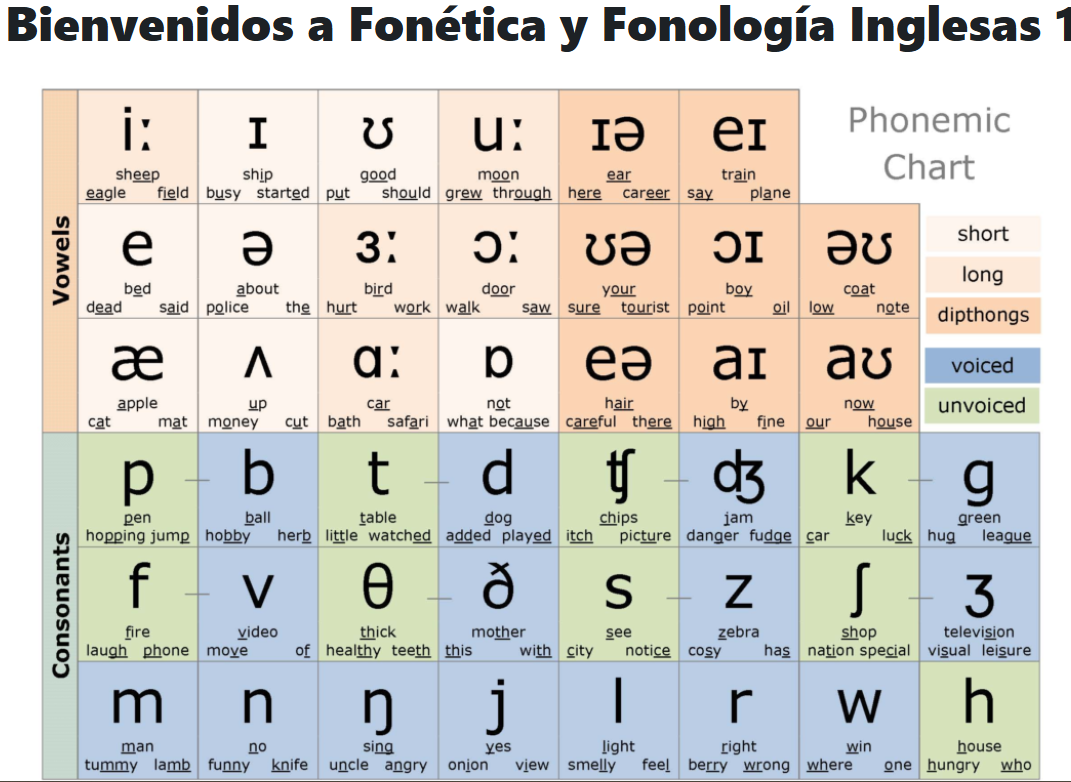 Bienvenidos a Fonética y Fonología Inglesas 1
Phonemic
Chart
Vowels
iː ɪ ʊ uː ɪə eɪ
sheep ship good moon ear train
eagle field busy started put should grew through here career say plane
short
long
dipthongs
voiced
unvoiced
e ə ɜː ɔː ʊə ɔɪ əʊ
bed about bird door your boy coat
dead said police the hurt work walk saw sure tourist point oil low note
æ ʌ ɑː ɒ eə aɪ aʊ
apple up car not hair by now
cat mat money cut bath safari what because careful there high fine our house
Consonants
p b t d ʧ ʤ k g
pen ball table dog chips jam key green
hopping jump hobby herb little watched added played itch picture danger fudge car luck hug league
f v θ ð s z ʃ ʒ
fire video thick mother see zebra shop television
laugh phone move of healthy teeth this with city notice cosy has nation special visual leisure
m n ŋ j l r w h
man no sing yes light right win house
tummy lamb funny knife uncle angry onion view smelly feel berry wrong where one hungry who